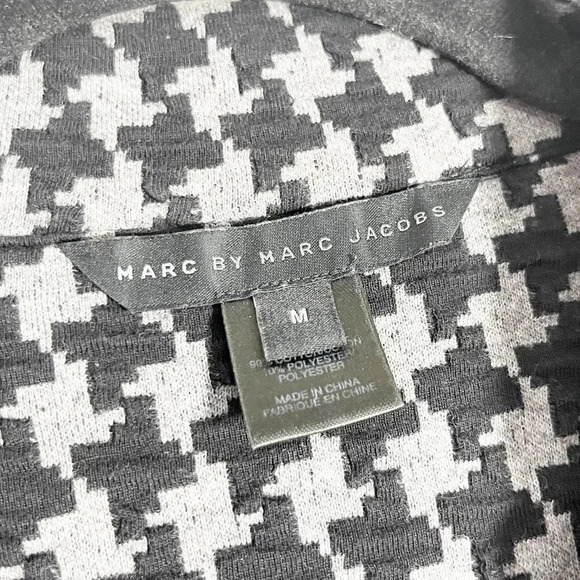 MARC BY MARC JACOBS
M
10% POLYESTER
POLYESTER
MADE IN CHINA
FABRIQUÉ EN CHINE